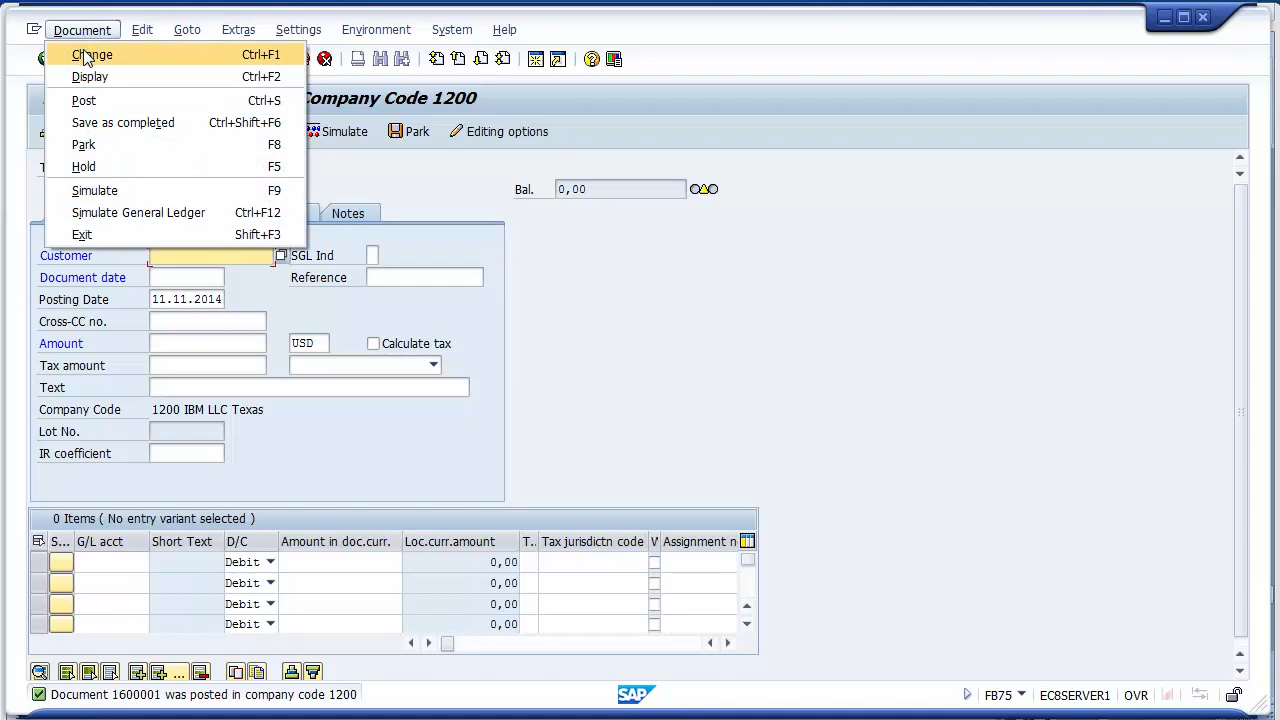 Document Edit Goto Extras Settings Environment System Help
Change Ctrl+F1
Display Ctrl+F2
Post Ctrl+S
Save as completed Ctrl+Shift+F6
Park F8
Hold F5
Simulate F9
Simulate General Ledger Ctrl+F12
Exit Shift+F3
Company Code 1200
Simulate Park Editing options
Bal. 0,00
Notes
Customer SGL Ind
Document date Reference
Posting Date 11.11.2014
Cross-CC no.
Amount USD Calculate tax
Tax amount
Text
Company Code 1200 IBM LLC Texas
Lot No.
IR coefficient
0 Items ( No entry variant selected )
S... G/L acct Short Text D/C Amount in doc.curr. Loc.curr.amount T.. Tax jurisdictn code V Assignment n
Debit 0,00
Debit 0,00
Debit 0,00
Debit 0,00
Document 1600001 was posted in company code 1200 SAP FB75 EC8SERVER1 OVR